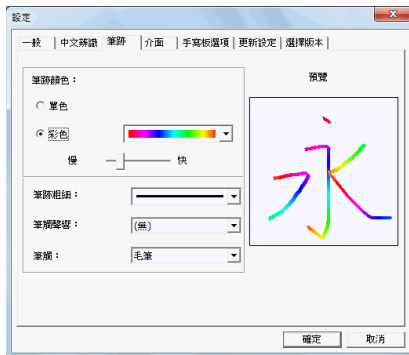 設定
一般 中文辨識 筆跡 介面 手寫板選項 更新設定 選擇版本
筆跡顏色：
單色
彩色
慢 快
筆跡粗細：
筆觸聲響： (無)
筆觸： 毛筆
預覽
永
確定 取消